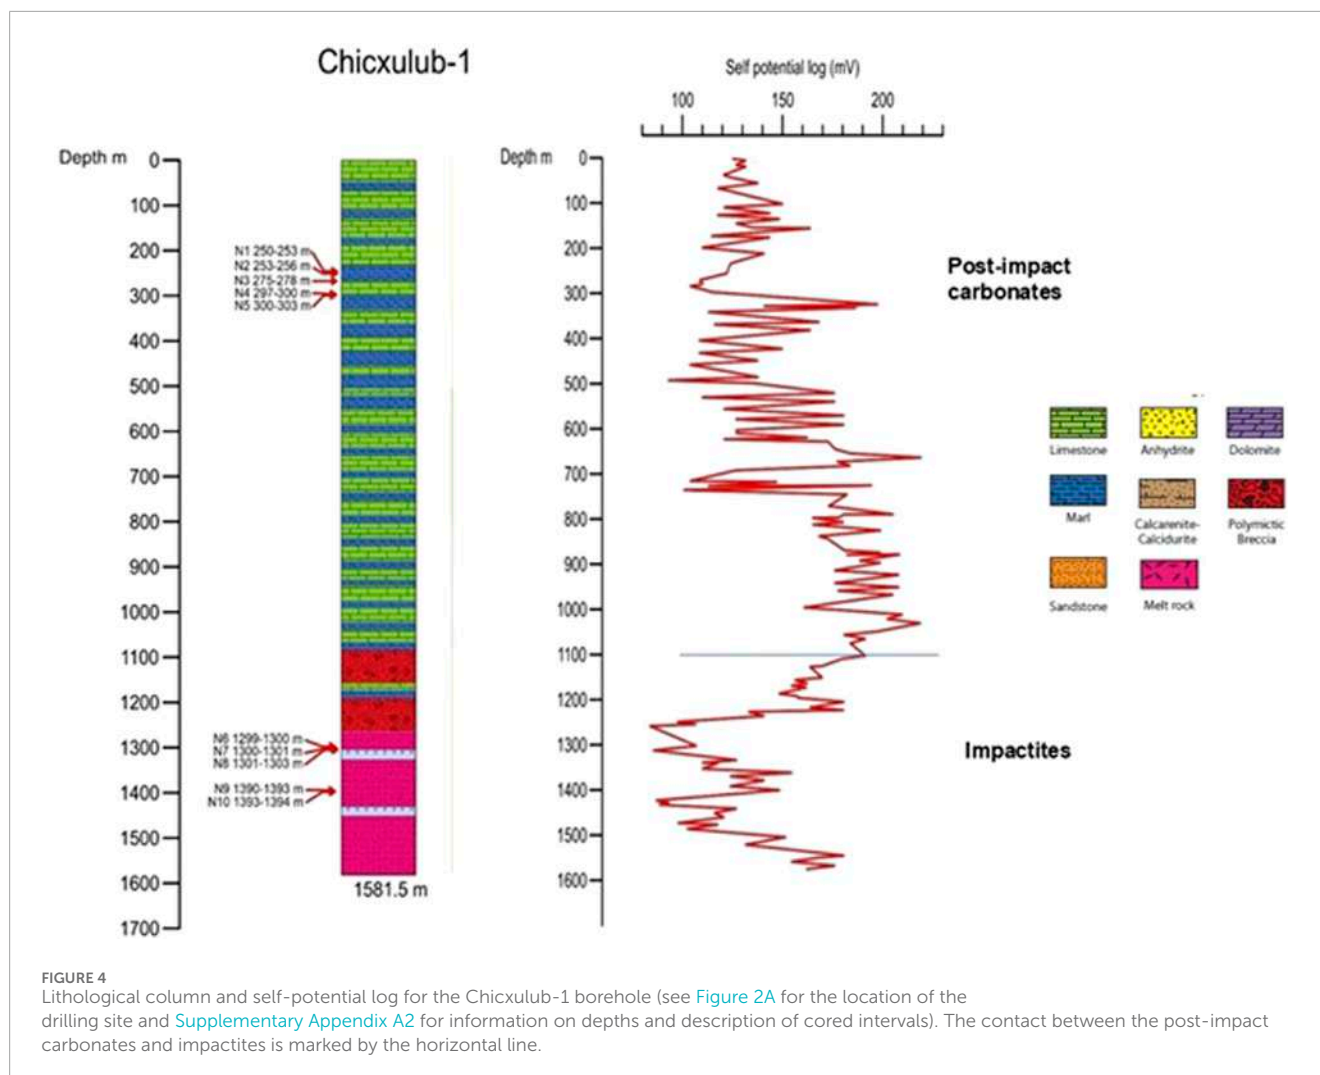 Chicxulub-1
Self potential log (mV)
100 150 200
Depth m
0
100
200
300
400
500
600
700
800
900
1000
1100
1200
1300
1400
1500
1600
1700
N1 250-253 m
N2 253-256 m
N3 275-278 m
N4 297-300 m
N5 300-303 m
N6 1299-1300 m
N7 1300-1301 m
N8 1301-1303 m
N9 1390-1393 m
N10 1393-1394 m
1581.5 m
Depth m
0
100
200
300
400
500
600
700
800
900
1000
1100
1200
1300
1400
1500
1600
Post-impact
carbonates
Impactites
Limestone
Anhydrite
Dolomite
Marl
Calcarenite-
Calcidurite
Polymictic
Breccia
Sandstone
Melt rock
FIGURE 4
Lithological column and self-potential log for the Chicxulub-1 borehole (see Figure 2A for the location of the
drilling site and Supplementary Appendix A2 for information on depths and description of cored intervals). The contact between the post-impact
carbonates and impactites is marked by the horizontal line.